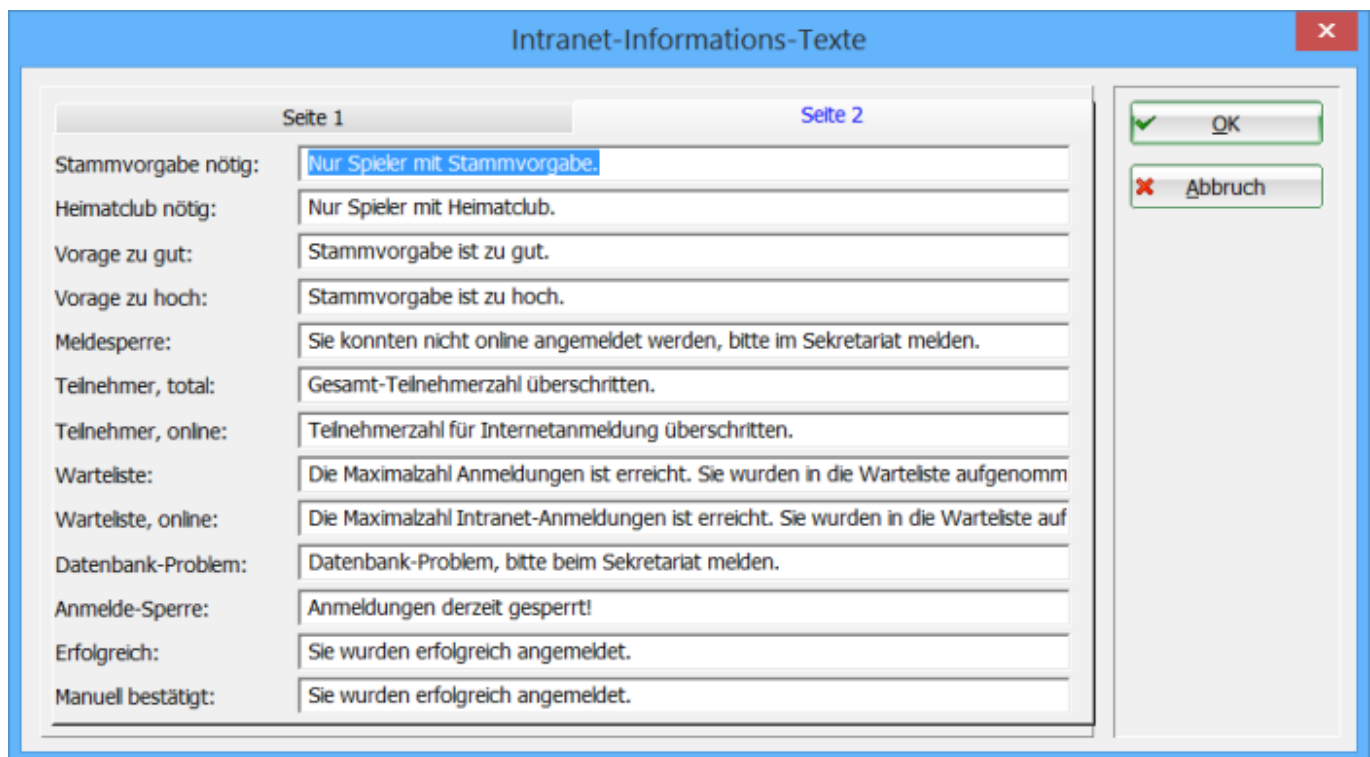 Intranet-Informations-Texte
Seite 1 Seite 2
OK
Abbruch
Stammvorgabe nötig: Nur Spieler mit Stammvorgabe.
Heimatclub nötig: Nur Spieler mit Heimatclub.
Vorage zu gut: Stammvorgabe ist zu gut.
Vorage zu hoch: Stammvorgabe ist zu hoch.
Meldesperre: Sie konnten nicht online angemeldet werden, bitte im Sekretariat melden.
Teilnehmer, total: Gesamt-Teilnehmerzahl überschritten.
Teilnehmer, online: Teilnehmerzahl für Internetanmeldung überschritten.
Warteliste: Die Maximalzahl Anmeldungen ist erreicht. Sie wurden in die Warteliste aufgenomm
Warteliste, online: Die Maximalzahl Intranet-Anmeldungen ist erreicht. Sie wurden in die Warteliste auf
Datenbank-Problem: Datenbank-Problem, bitte beim Sekretariat melden.
Anmelde-Sperre: Anmeldungen derzeit gesperrt!
Erfolgreich: Sie wurden erfolgreich angemeldet.
Manuell bestätigt: Sie wurden erfolgreich angemeldet.